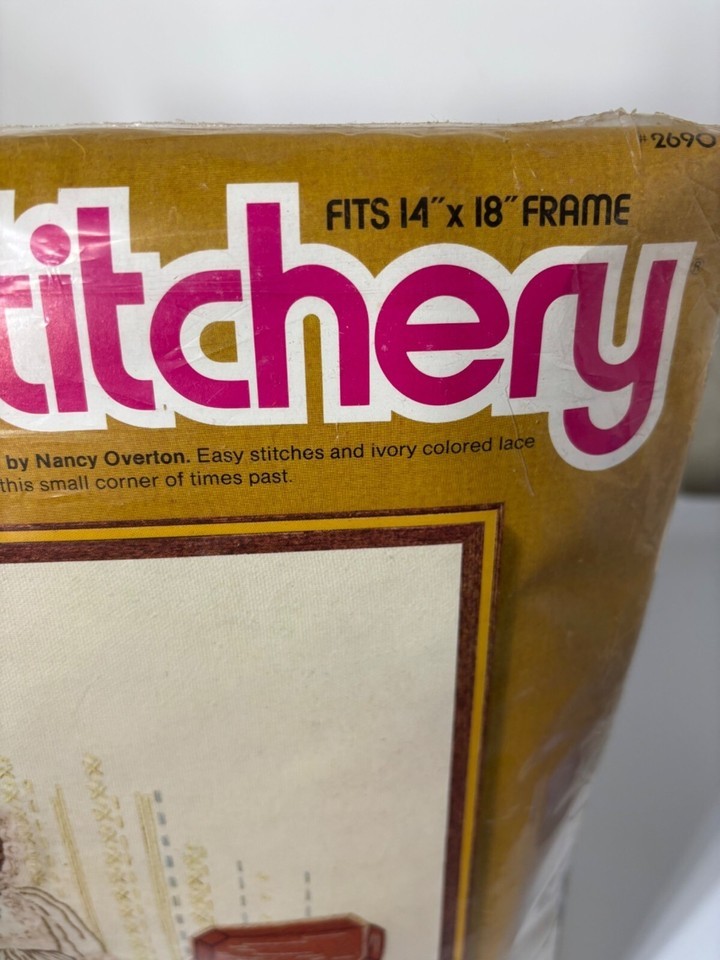 #2690
FITS 14" x 18" FRAME
titchery®
by Nancy Overton. Easy stitches and ivory colored lace
this small corner of times past.